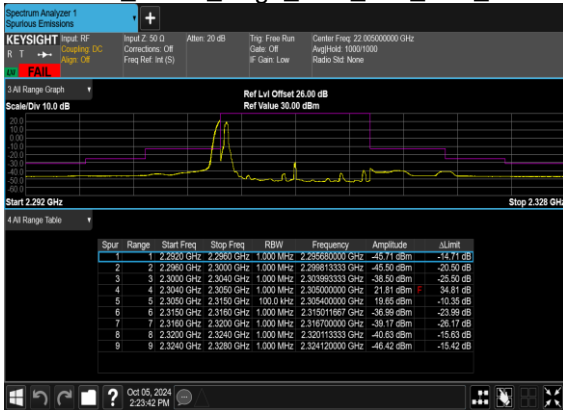 Spectrum Analyzer 1
Spurious Emissions
KEYSIGHT Input: RF Input Z: 50 Ω Atten: 20 dB Trig: Free Run Center Freq: 22.005000000 GHz
R T Coupling: DC Corrections: Off Gate: Off Avg|Hold: 1000/1000
Align: Off Freq Ref: Int (S) IF Gain: Low Radio Std: None
LV FAIL
3 All Range Graph Ref Lvl Offset 26.00 dB
Scale/Div 10.0 dB Ref Value 30.00 dBm
20.0
10.0
0.00
-10.0
-20.0
-30.0
-40.0
-50.0
-60.0
Start 2.292 GHz Stop 2.328 GHz
4 All Range Table
Spur Range Start Freq Stop Freq RBW Frequency Amplitude ΔLimit
1 1 2.2920 GHz 2.2960 GHz 1.000 MHz 2.295680000 GHz -45.71 dBm -14.71 dB
2 2 2.2960 GHz 2.3000 GHz 1.000 MHz 2.299813333 GHz -45.50 dBm -20.50 dB
3 3 2.3000 GHz 2.3040 GHz 1.000 MHz 2.303993333 GHz -38.50 dBm -25.50 dB
4 4 2.3040 GHz 2.3050 GHz 1.000 MHz 2.305000000 GHz 21.81 dBm F 34.81 dB
5 5 2.3050 GHz 2.3150 GHz 100.0 kHz 2.305400000 GHz 19.65 dBm -10.35 dB
6 6 2.3150 GHz 2.3160 GHz 1.000 MHz 2.315011667 GHz -36.99 dBm -23.99 dB
7 7 2.3160 GHz 2.3200 GHz 1.000 MHz 2.316700000 GHz -39.17 dBm -26.17 dB
8 8 2.3200 GHz 2.3240 GHz 1.000 MHz 2.320113333 GHz -40.63 dBm -15.63 dB
9 9 2.3240 GHz 2.3280 GHz 1.000 MHz 2.324120000 GHz -46.42 dBm -15.42 dB
? Oct 05, 2024
2:23:42 PM